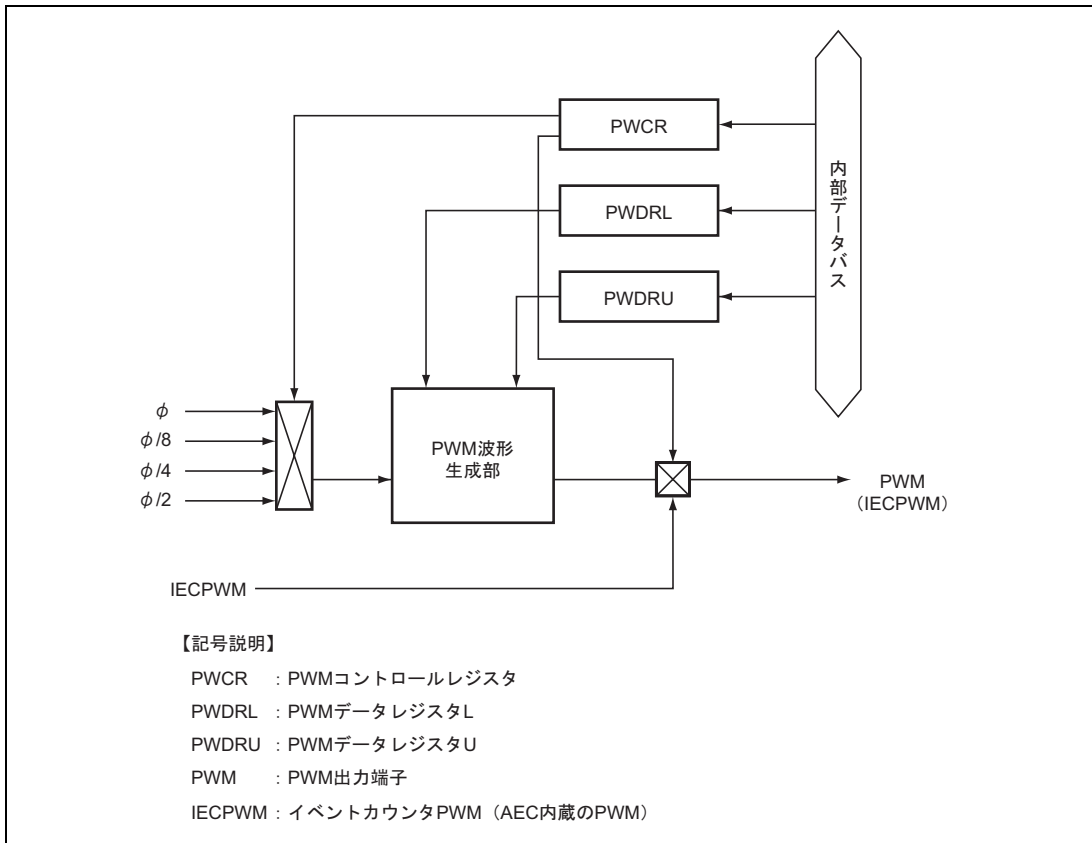 PWCR
PWDRL
PWDRU
内部データバス
φ
φ/8
φ/4
φ/2
PWM波形
生成部
PWM
（IECPWM）
IECPWM
【記号説明】
PWCR ：PWMコントロールレジスタ
PWDRL ：PWMデータレジスタL
PWDRU ：PWMデータレジスタU
PWM ：PWM出力端子
IECPWM：イベントカウンタPWM（AEC内蔵のPWM）